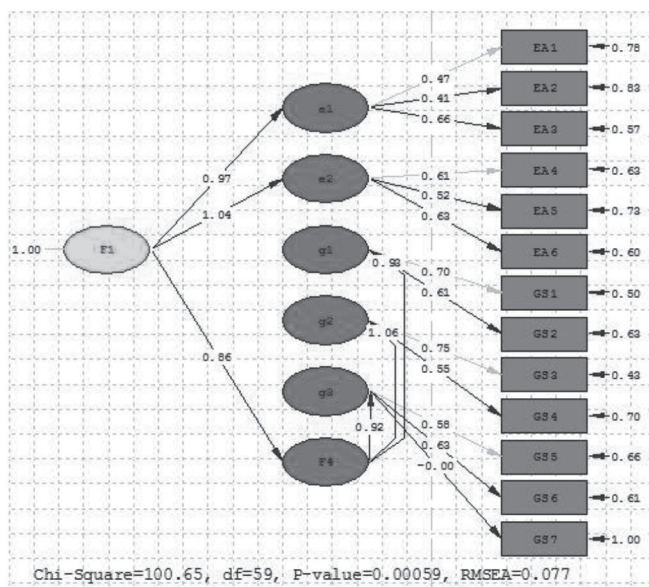 EA1
0.78
0.47
EA2
0.83
e1
0.41
EA3
0.57
0.66
EA4
0.63
0.97
e2
0.61
EA5
0.73
0.52
1.04
0.63
EA6
0.60
1.00
F1
g1
0.93
0.70
GS1
0.50
0.61
GS2
0.63
g2
1.06
0.75
GS3
0.43
0.86
0.55
GS4
0.70
g3
0.58
GS5
0.66
0.92
0.63
-0.00
F4
GS6
0.61
GS7
1.00
Chi-Square=100.65, df=59, P-value=0.00059, RMSEA=0.077